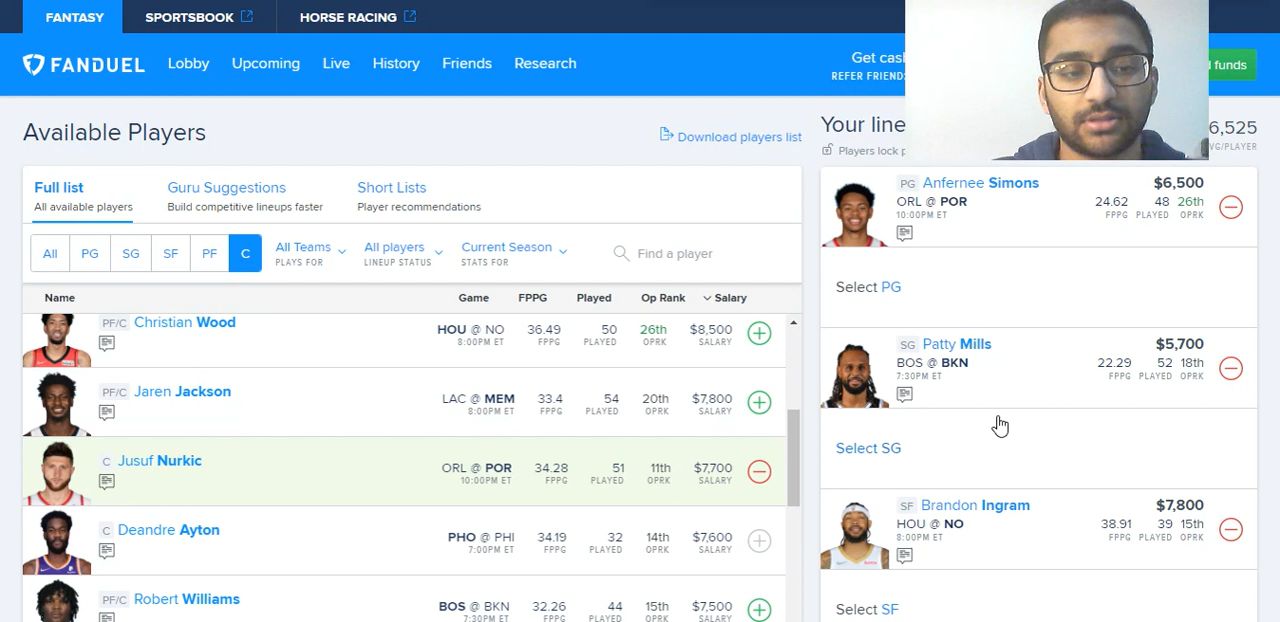 FANTASY
SPORTSBOOK
HORSE RACING
FANDUEL
Lobby
Upcoming
Live
History
Friends
Research
Get cash
REFER FRIEND
funds
Available Players
Download players list
Your line
6,525
Players lock
VG/PLAYER
Full list
All available players
Guru Suggestions
Build competitive lineups faster
Short Lists
Player recommendations
All
PG
SG
SF
PF
C
All Teams
PLAYS FOR
All players
LINEUP STATUS
Current Season
STATS FOR
Find a player
Name Game FPPG Played Op Rank Salary
PF/C Christian Wood
HOU @ NO 36.49 50 26th $8,500
8:00PM ET FPPG PLAYED OPRK SALARY
PF/C Jaren Jackson
LAC @ MEM 33.4 54 20th $7,800
8:00PM ET FPPG PLAYED OPRK SALARY
C Jusuf Nurkic
ORL @ POR 34.28 51 11th $7,700
10:00PM ET FPPG PLAYED OPRK SALARY
C Deandre Ayton
PHO @ PHI 34.19 32 14th $7,600
7:00PM ET FPPG PLAYED OPRK SALARY
PF/C Robert Williams
BOS @ BKN 32.26 44 15th $7,500
7:30PM ET FPPG PLAYED OPRK SALARY
PG Anfernee Simons $6,500
ORL @ POR 24.62 48 26th
10:00PM ET FPPG PLAYED OPRK
Select PG
SG Patty Mills $5,700
BOS @ BKN 22.29 52 18th
7:30PM ET FPPG PLAYED OPRK
Select SG
SF Brandon Ingram $7,800
HOU @ NO 38.91 39 15th
8:00PM ET FPPG PLAYED OPRK
Select SF